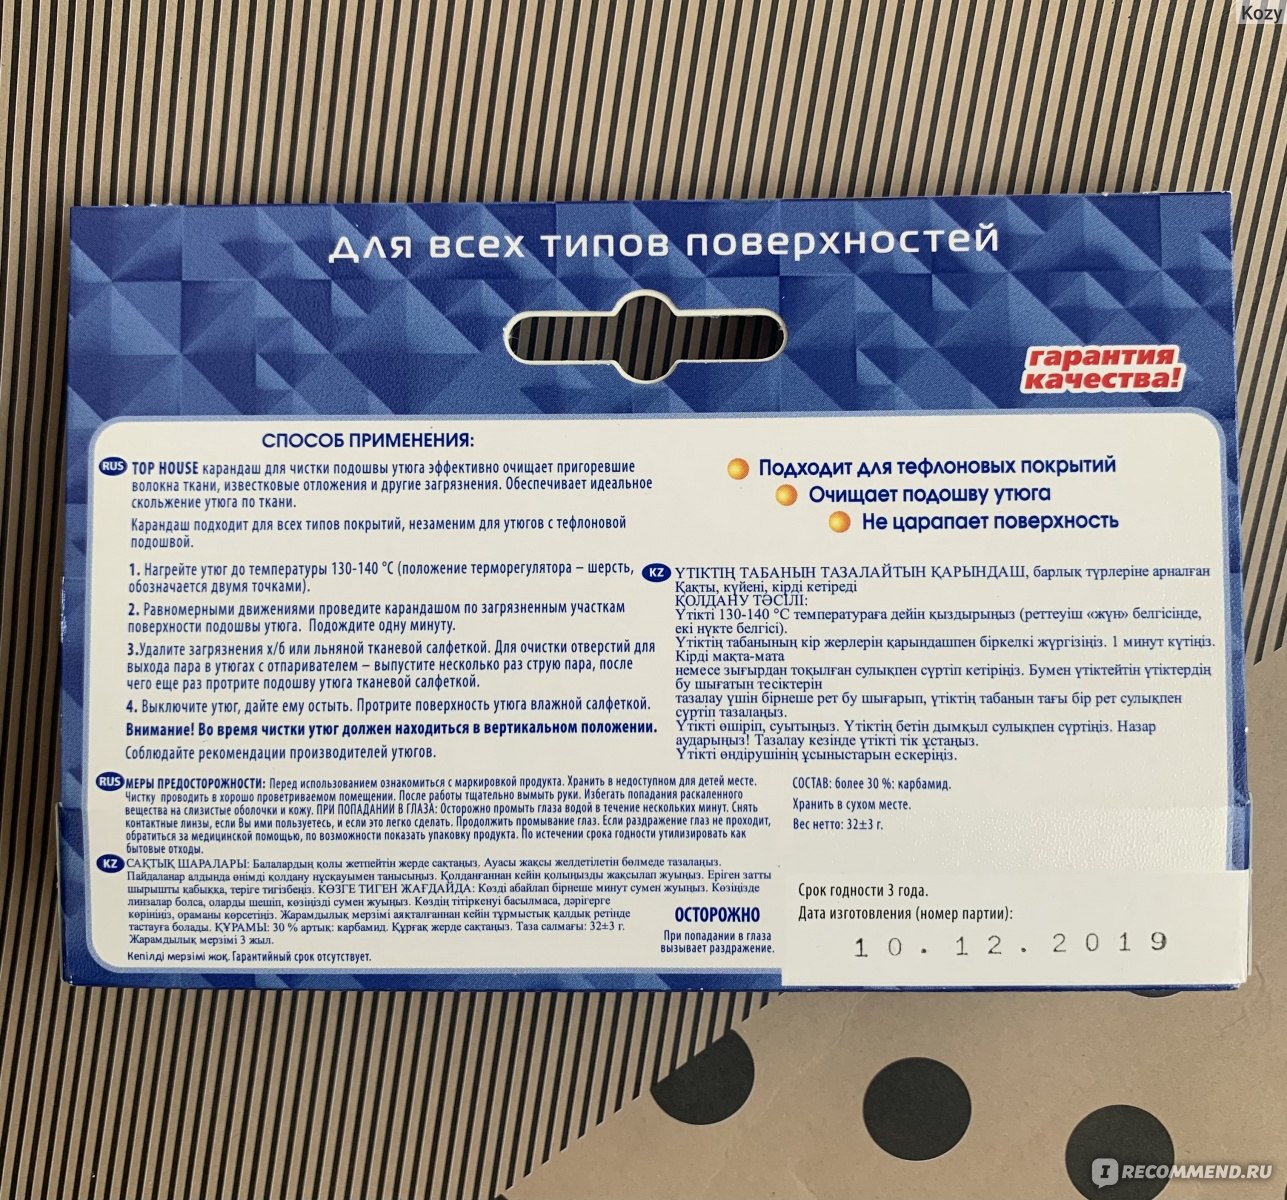 Kozy
для всех типов поверхностей
гарантия
качества!
СПОСОБ ПРИМЕНЕНИЯ:
RUS TOP HOUSE карандаш для чистки подошвы утюга эффективно очищает пригоревшие
волокна ткани, известковые отложения и другие загрязнения. Обеспечивает идеальное
скольжение утюга по ткани.
Карандаш подходит для всех типов покрытий, незаменим для утюгов с тефлоновой
подошвой.
1. Нагрейте утюг до температуры 130-140 °С (положение терморегулятора – шерсть,
обозначается двумя точками).
2. Равномерными движениями проведите карандашом по загрязненным участкам
поверхности подошвы утюга. Подождите одну минуту.
3.Удалите загрязнения х/б или льняной тканевой салфеткой. Для очистки отверстий для
выхода пара в утюгах с отпаривателем – выпустите несколько раз струю пара, после
чего еще раз протрите подошву утюга тканевой салфеткой.
4. Выключите утюг, дайте ему остыть. Протрите поверхность утюга влажной салфеткой.
Внимание! Во время чистки утюг должен находиться в вертикальном положении.
Соблюдайте рекомендации производителей утюгов.
Подходит для тефлоновых покрытий
Очищает подошву утюга
Не царапает поверхность
KZ ҮТІКТІҢ ТАБАНЫН ТАЗАЛАЙТЫН ҚАРЫНДАШ, барлық түрлеріне арналған
Қақты, күйені, кірді кетіреді
ҚОЛДАНУ ТӘСІЛІ:
Үтікті 130-140 °С температураға дейін қыздырыңыз (реттеуіш «жүн» белгісінде,
екі нүкте белгісі).
Үтіктің табанының кір жерлерін қарындашпен біркелкі жүргізіңіз. 1 минут күтіңіз.
Кірді мақта-мата
немесе зығырдан тоқылған сулықпен сүртіп кетіріңіз. Бумен үтіктейтін үтіктердің
бу шығатын тесіктерін
тазалау үшін бірнеше рет бу шығарып, үтіктің табанын тағы бір рет сулықпен
сүртіп тазалаңыз.
Үтікті өшіріп, суытыңыз. Үтіктің бетін дымқыл сулықпен сүртіңіз. Назар
аударыңыз! Тазалау кезінде үтікті тік ұстаңыз.
Үтікті өндірушінің ұсыныстарын ескеріңіз.
RUS МЕРЫ ПРЕДОСТОРОЖНОСТИ: Перед использованием ознакомиться с маркировкой продукта. Хранить в недоступном для детей месте.
Чистку проводить в хорошо проветриваемом помещении. После работы тщательно вымыть руки. Избегать попадания раскаленного
вещества на слизистые оболочки и кожу. ПРИ ПОПАДАНИИ В ГЛАЗА: Осторожно промыть глаза водой в течение нескольких минут. Снять
контактные линзы, если Вы ими пользуетесь, и если это легко сделать. Продолжить промывание глаз. Если раздражение глаз не проходит,
обратиться за медицинской помощью, по возможности показать упаковку продукта. По истечении срока годности утилизировать как
бытовые отходы.
KZ САҚТЫҚ ШАРАЛАРЫ: Балалардың қолы жетпейтін жерде сақтаңыз. Ауасы жақсы желдетілетін бөлмеде тазалаңыз.
Пайдаланар алдында өнімді қолдану нұсқауымен танысыңыз. Қолданғаннан кейін қолыңызды жақсылап жуыңыз. Еріген затты
шырышты қабыққа, теріге тигізбеңіз. КӨЗГЕ ТИГЕН ЖАҒДАЙДА: Көзді абайлап бірнеше минут сумен жуыңыз. Көзіңізде
линзалар болса, оларды шешіп, көзіңізді сумен жуыңыз. Көздің тітіркенуі басылмаса, дәрігерге
көрініңіз, ораманы көрсетіңіз. Жарамдылық мерзімі аяқталғаннан кейін тұрмыстық қалдық ретінде
тастауға болады. ҚҰРАМЫ: 30 % артық: карбамид. Құрғақ жерде сақтаңыз. Таза салмағы: 32±3 г.
Жарамдылық мерзімі 3 жыл.
Кепілді мерзімі жоқ. Гарантийный срок отсутствует.
ОСТОРОЖНО
При попадании в глаза
вызывает раздражение.
СОСТАВ: более 30 %: карбамид.
Хранить в сухом месте.
Вес нетто: 32±3 г.
Срок годности 3 года.
Дата изготовления (номер партии):
10.12.2019
IRECOMMEND.RU